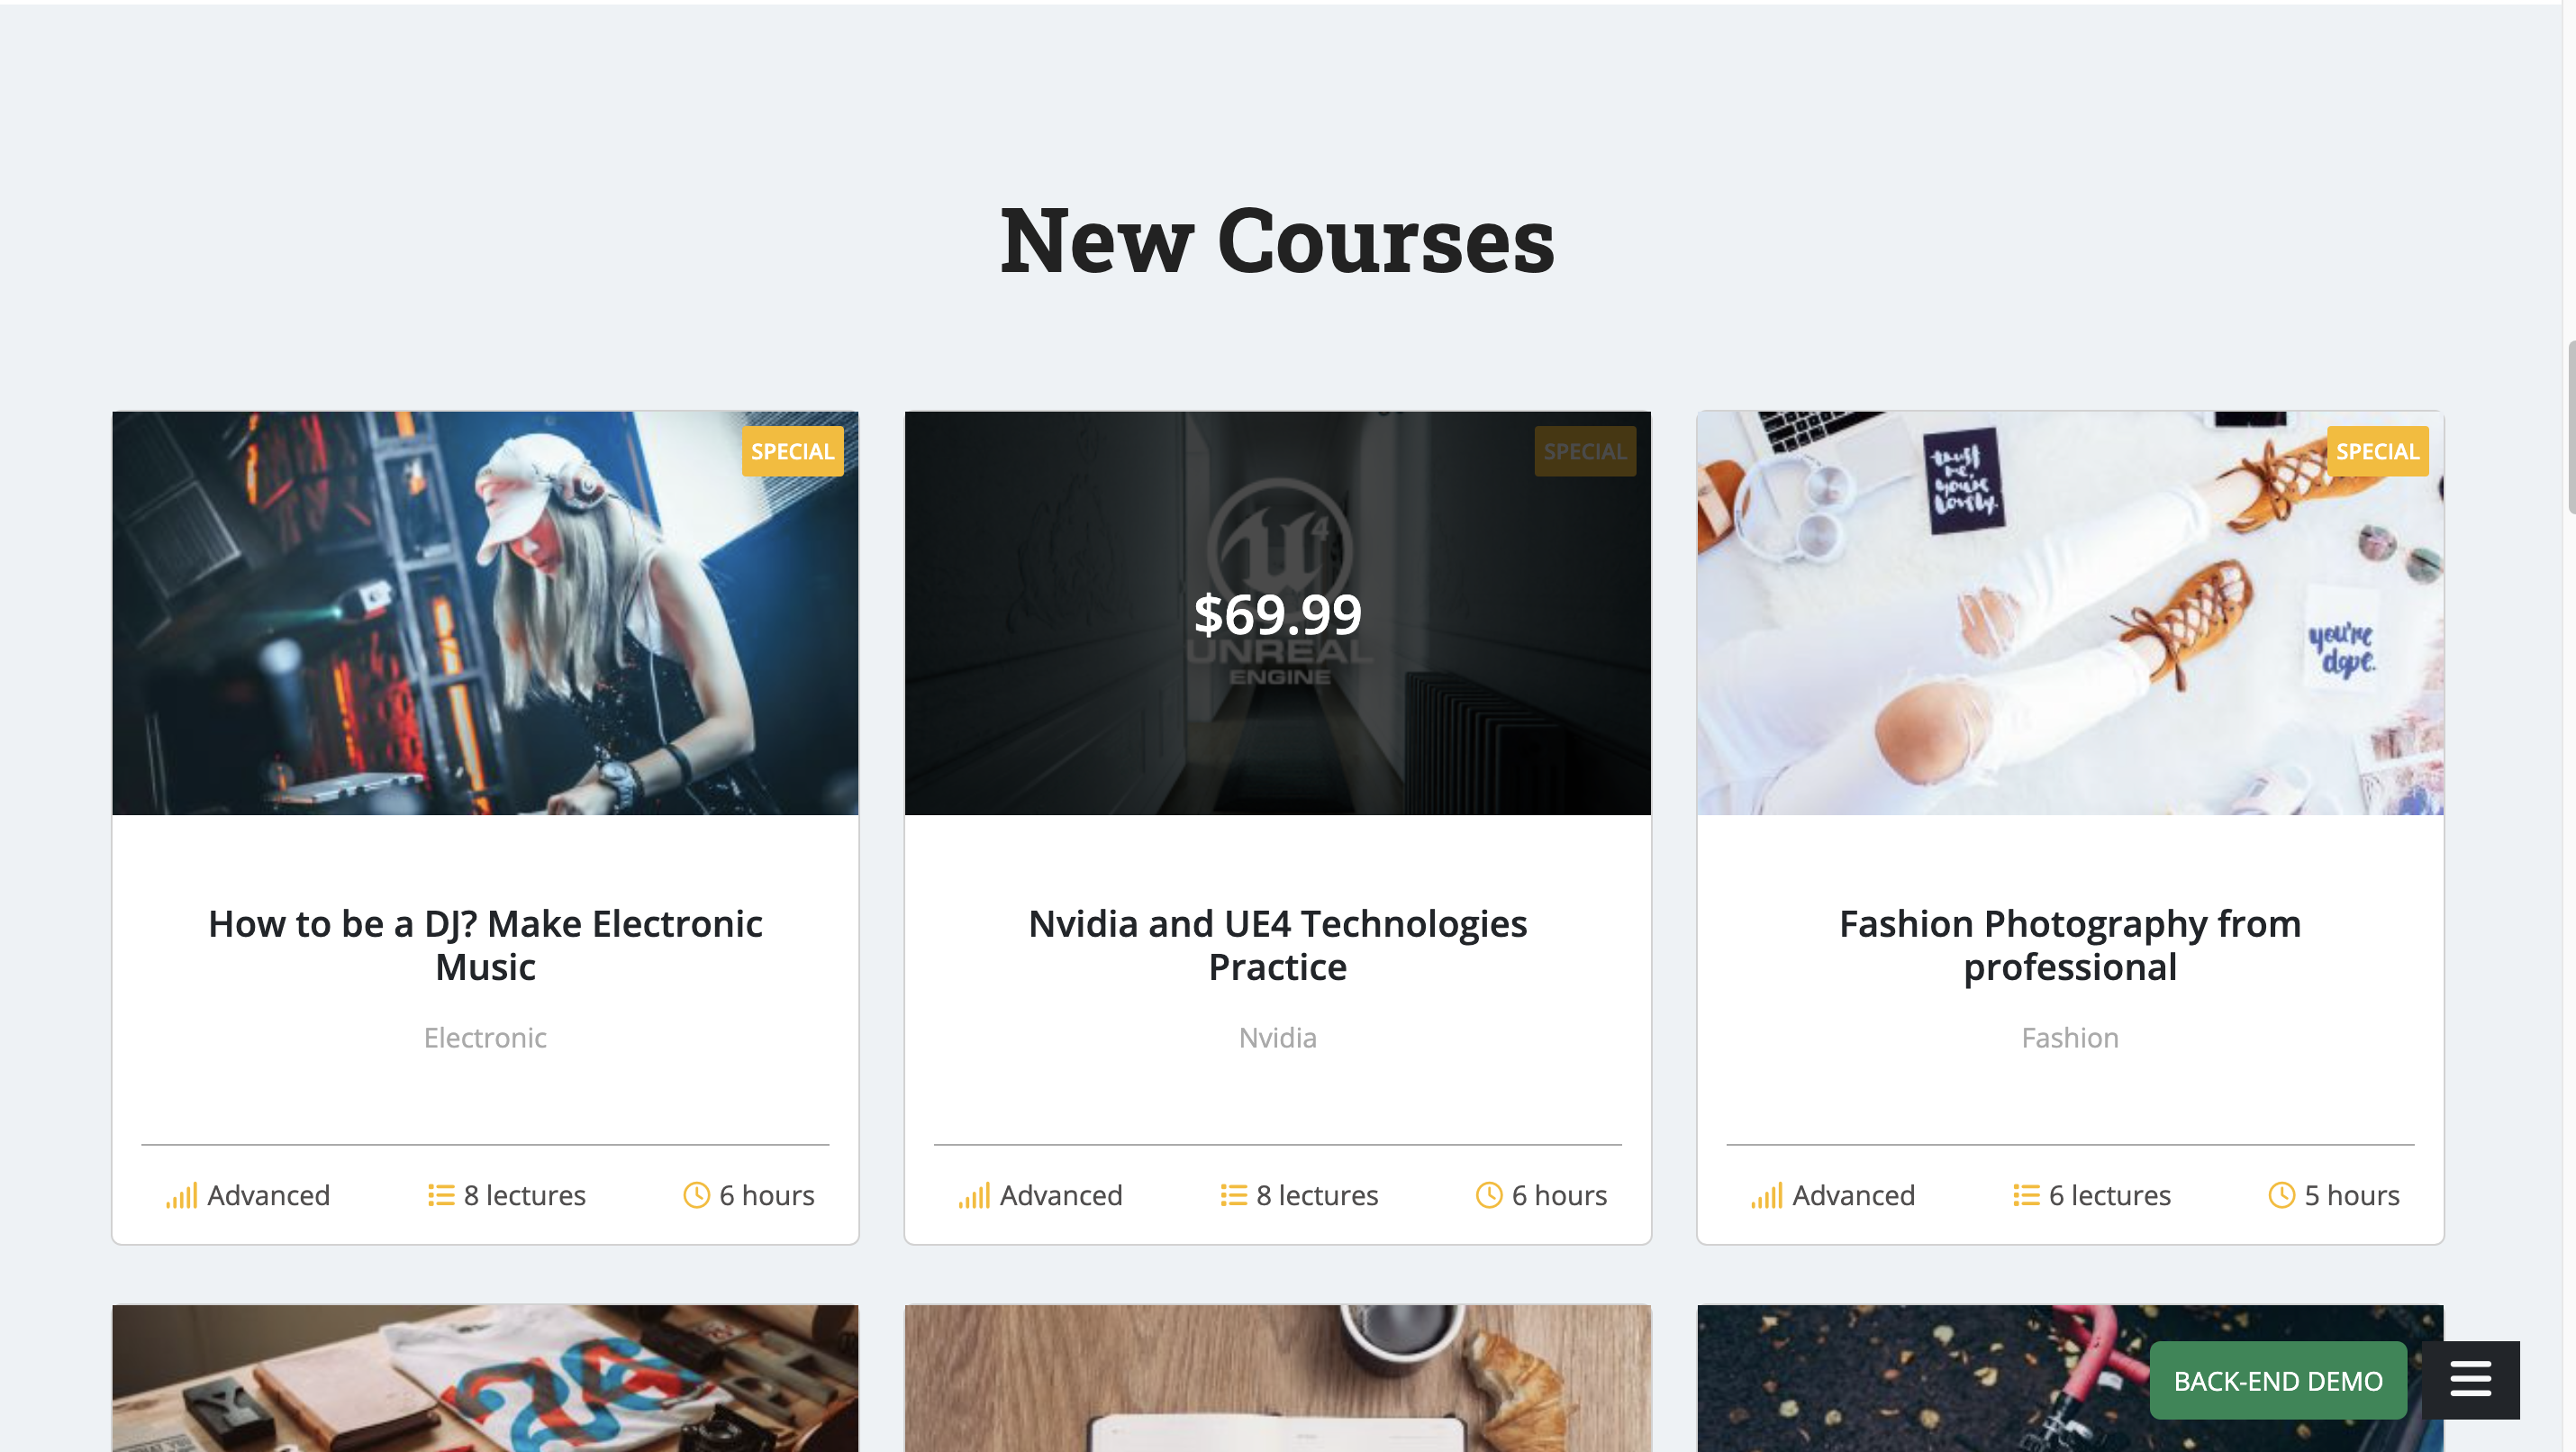 New Courses
SPECIAL
SPECIAL
SPECIAL
trust
me,
you're
lovely.
4
$69.99
UNREAL
ENGINE
you're
dope.
How to be a DJ? Make Electronic
Music
Nvidia and UE4 Technologies
Practice
Fashion Photography from
professional
Electronic
Nvidia
Fashion
Advanced
8 lectures
6 hours
Advanced
8 lectures
6 hours
Advanced
6 lectures
5 hours
BACK-END DEMO